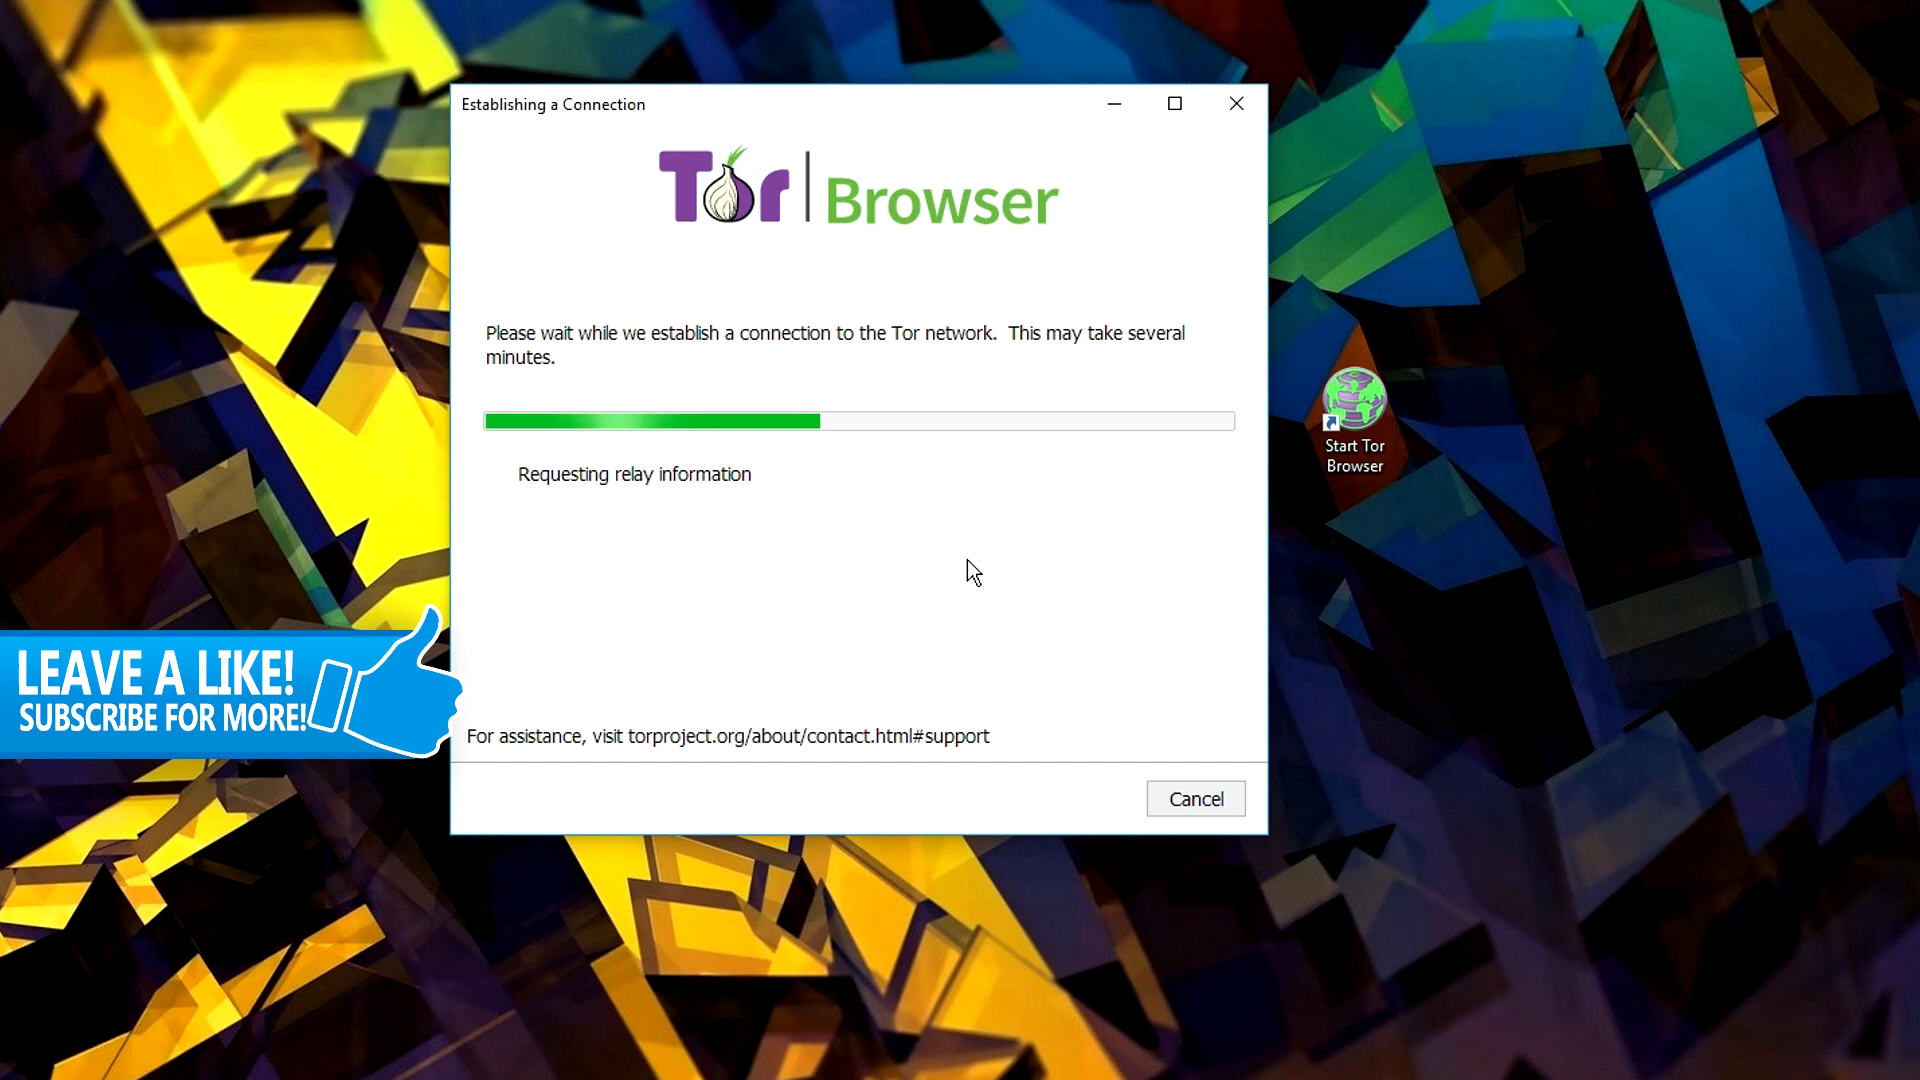 Establishing a Connection
Tor | Browser
Please wait while we establish a connection to the Tor network.  This may take several
minutes.
Requesting relay information
Start Tor
Browser
LEAVE A LIKE!
SUBSCRIBE FOR MORE!
For assistance, visit torproject.org/about/contact.html#support
Cancel